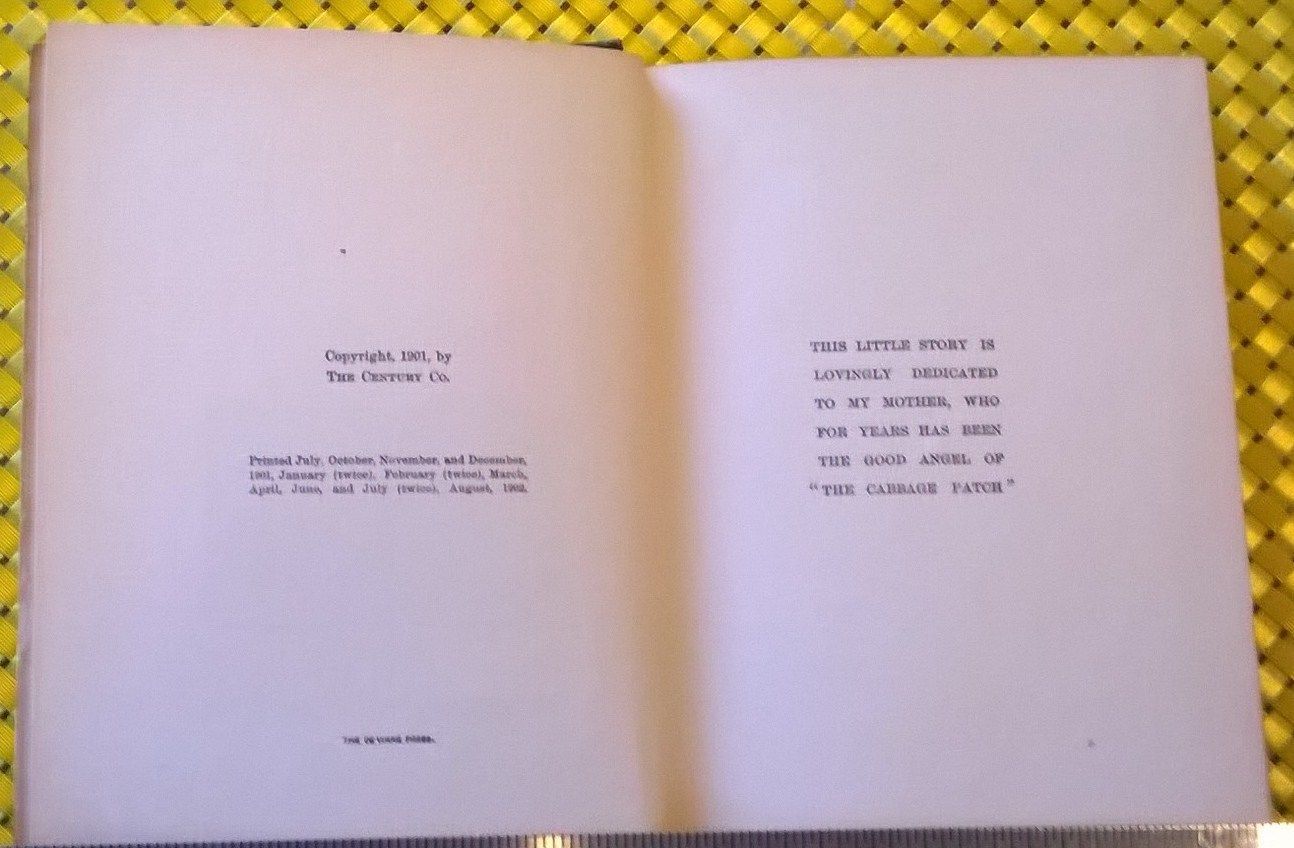 Copyright, 1901, by
THE CENTURY CO.
Printed July, October, November, and December,
1901, January (twice), February (twice), March,
April, June, and July (twice), August, 1902.
THE DE VINNE PRESS.
THIS LITTLE STORY IS
LOVINGLY DEDICATED
TO MY MOTHER, WHO
FOR YEARS HAS BEEN
THE GOOD ANGEL OF
“THE CABBAGE PATCH”